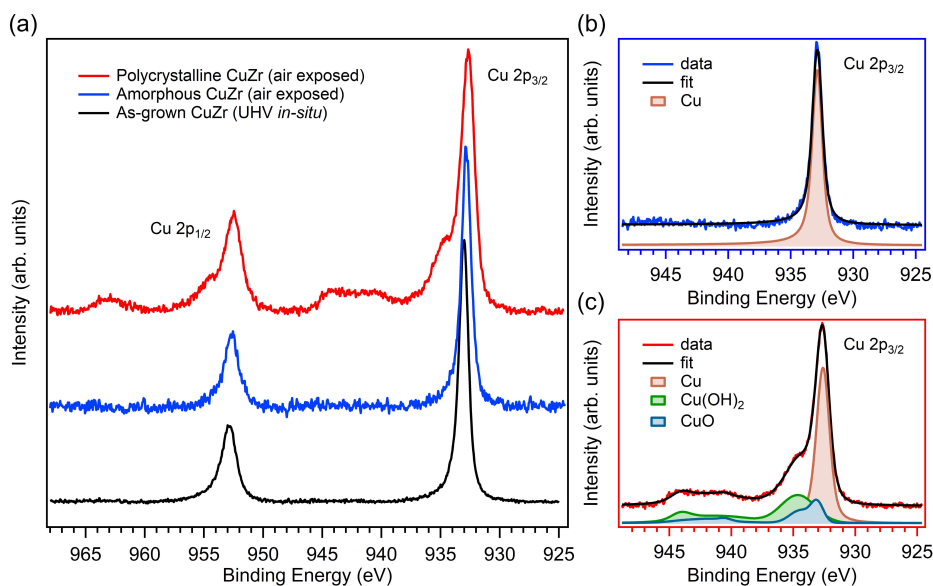 (a)
Polycrystalline CuZr (air exposed)
Amorphous CuZr (air exposed)
As-grown CuZr (UHV in-situ)
Cu 2p3/2
Cu 2p1/2
Intensity (arb. units)
965 960 955 950 945 940 935 930 925
Binding Energy (eV)
(b)
data
fit
Cu
Cu 2p3/2
Intensity (arb. units)
945 940 935 930 925
Binding Energy (eV)
(c)
data
fit
Cu
Cu(OH)2
CuO
Cu 2p3/2
Intensity (arb. units)
945 940 935 930 925
Binding Energy (eV)